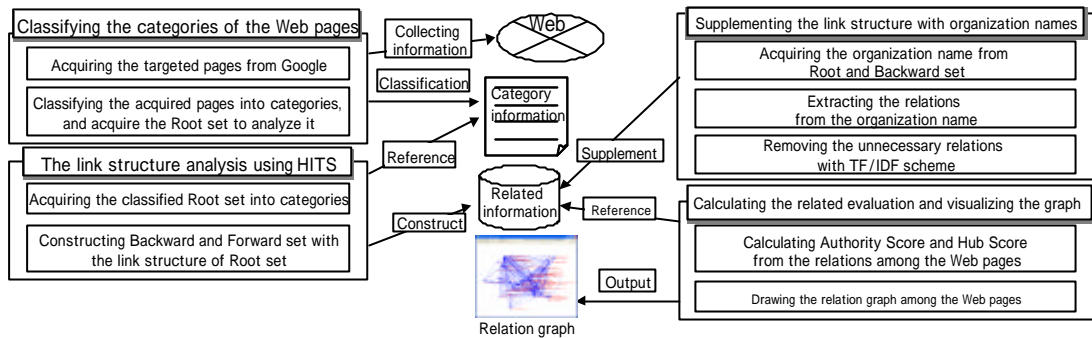 Classifying the categories of the Web pages
Acquiring the targeted pages from Google
Classifying the acquired pages into categories,
and acquire the Root set to analyze it
The link structure analysis using HITS
Acquiring the classified Root set into categories
Constructing Backward and Forward set with
the link structure of Root set
Collecting
information
Classification
Reference
Construct
Web
Category
information
Related
information
Relation graph
Supplement
Reference
Output
Supplementing the link structure with organization names
Acquiring the organization name from
Root and Backward set
Extracting the relations
from the organization name
Removing the unnecessary relations
with TF/IDF scheme
Calculating the related evaluation and visualizing the graph
Calculating Authority Score and Hub Score
from the relations among the Web pages
Drawing the relation graph among the Web pages